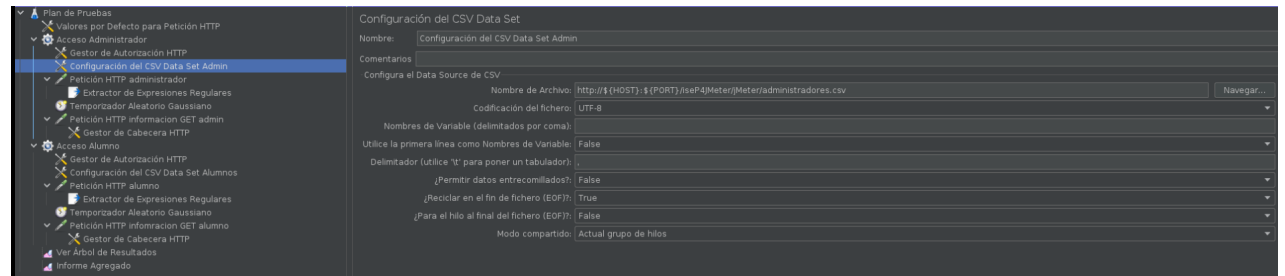 Plan de Pruebas
Valores por Defecto para Petición HTTP
Acceso Administrador
Gestor de Autorización HTTP
Configuración del CSV Data Set Admin
Petición HTTP administrador
Extractor de Expresiones Regulares
Temporizador Aleatorio Gaussiano
Petición HTTP informacion GET admin
Gestor de Cabecera HTTP
Acceso Alumno
Gestor de Autorización HTTP
Configuración del CSV Data Set Alumnos
Petición HTTP alumno
Extractor de Expresiones Regulares
Temporizador Aleatorio Gaussiano
Petición HTTP infomracion GET alumno
Gestor de Cabecera HTTP
Ver Árbol de Resultados
Informe Agregado
Configuración del CSV Data Set
Nombre: Configuración del CSV Data Set Admin
Comentarios
Configura el Data Source de CSV
Nombre de Archivo: http://${HOST}:${PORT}/iseP4JMeter/jMeter/administradores.csv Navegar...
Codificación del fichero: UTF-8
Nombres de Variable (delimitados por coma):
Utilice la primera línea como Nombres de Variable: False
Delimitador (utilice '\t' para poner un tabulador): ,
¿Permitir datos entrecomillados?: False
¿Reciclar en el fin de fichero (EOF)?: True
¿Para el hilo al final del fichero (EOF)?: False
Modo compartido: Actual grupo de hilos